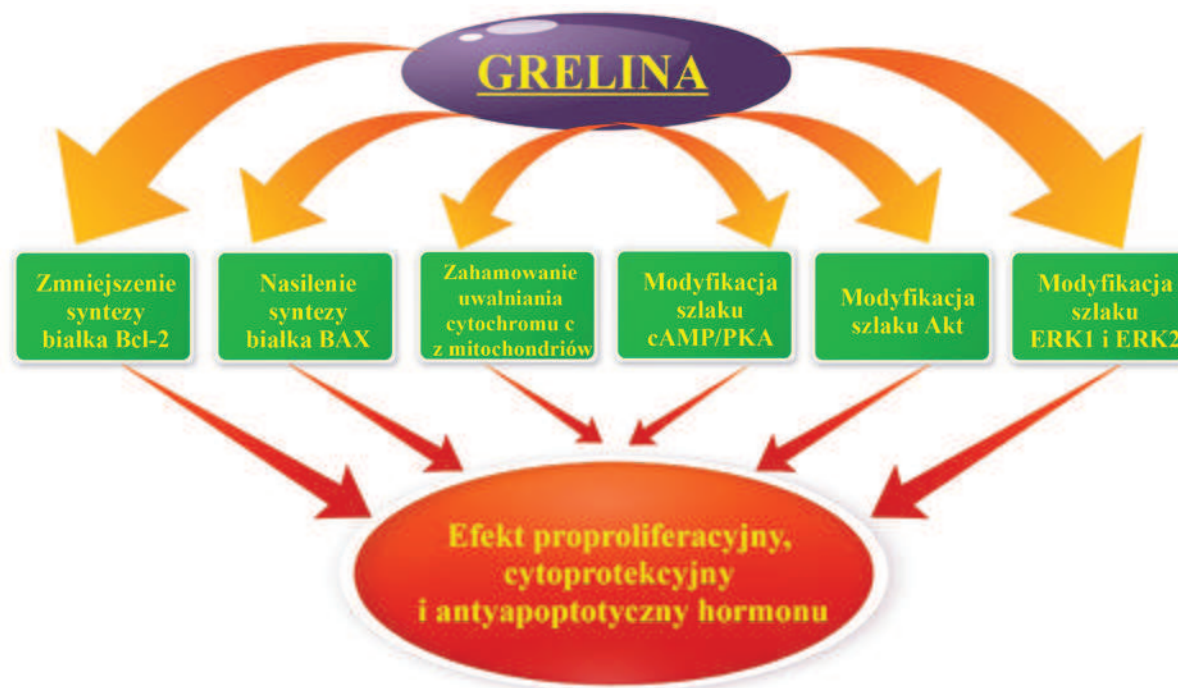 GRELINA
Zmniejszenie
syntezy
białka Bcl-2
Nasilenie
syntezy
białka BAX
Zahamowanie
uwalniania
cytochromu c
z mitochondriów
Modyfikacja
szlaku
cAMP/PKA
Modyfikacja
szlaku Akt
Modyfikacja
szlaku
ERK1 i ERK2
Efekt proproliferacyjny,
cytoprotekcyjny
i antyapoptotyczny hormonu